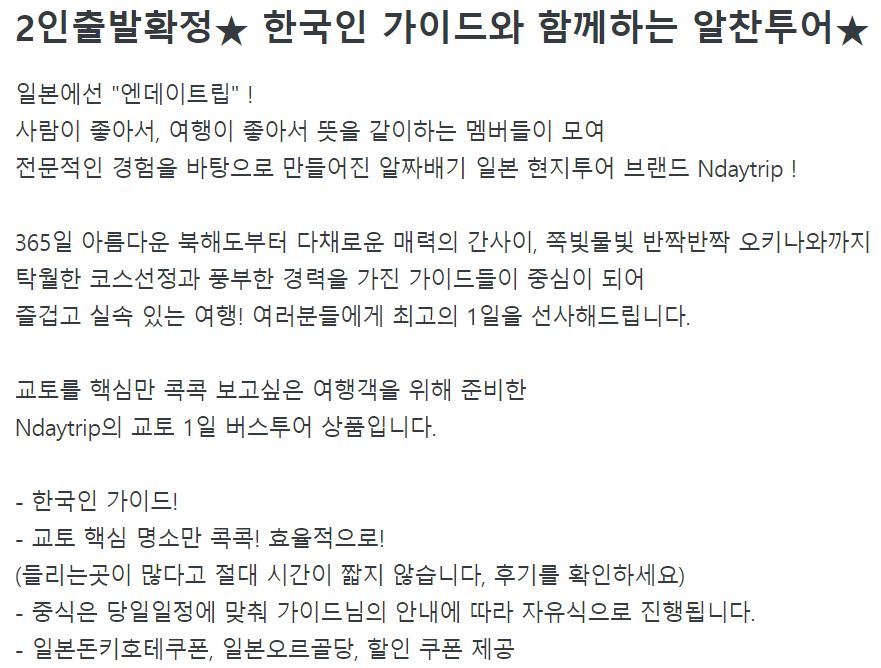 2인출발확정★ 한국인 가이드와 함께하는 알찬투어★
일본에선 "엔데이트립" !
사람이 좋아서, 여행이 좋아서 뜻을 같이하는 멤버들이 모여
전문적인 경험을 바탕으로 만들어진 알짜배기 일본 현지투어 브랜드 Ndaytrip !
365일 아름다운 북해도부터 다채로운 매력의 간사이, 쪽빛물빛 반짝반짝 오키나와까지
탁월한 코스선정과 풍부한 경력을 가진 가이드들이 중심이 되어
즐겁고 실속 있는 여행! 여러분들에게 최고의 1일을 선사해드립니다.
교토를 핵심만 콕콕 보고싶은 여행객을 위해 준비한
Ndaytrip의 교토 1일 버스투어 상품입니다.
- 한국인 가이드!
- 교토 핵심 명소만 콕콕! 효율적으로!
(들리는곳이 많다고 절대 시간이 짧지 않습니다, 후기를 확인하세요)
- 중식은 당일일정에 맞춰 가이드님의 안내에 따라 자유식으로 진행됩니다.
- 일본돈키호테쿠폰, 일본오르골당, 할인 쿠폰 제공